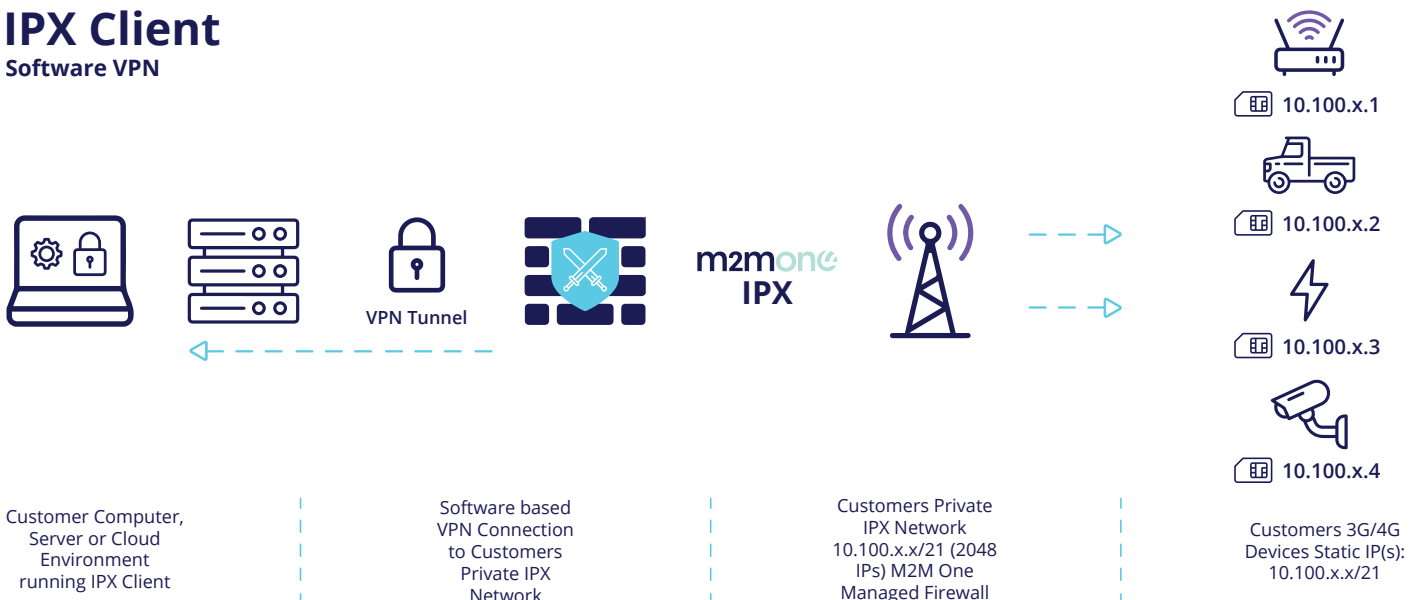 IPX Client
Software VPN
10.100.x.1
10.100.x.2
VPN Tunnel
m2mone
IPX
10.100.x.3
10.100.x.4
Customer Computer,
Server or Cloud
Environment
running IPX Client
Software based
VPN Connection
to Customers
Private IPX
Network
Customers Private
IPX Network
10.100.x.x/21 (2048
IPs) M2M One
Managed Firewall
Customers 3G/4G
Devices Static IP(s):
10.100.x.x/21